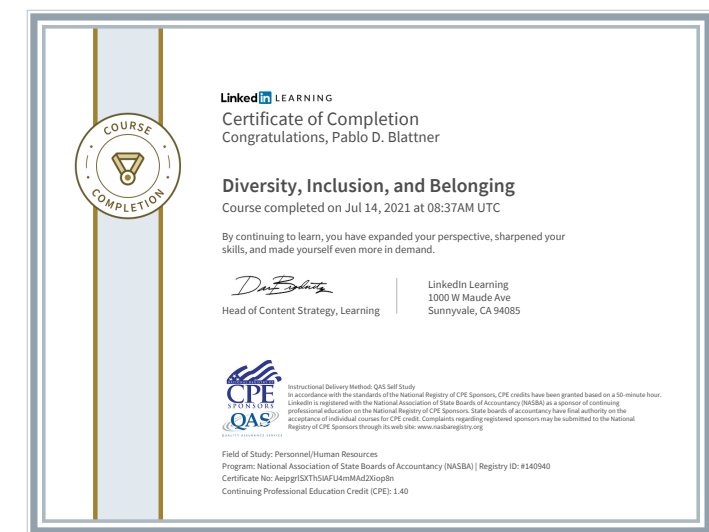 COURSE
COMPLETION
Linked in LEARNING
Certificate of Completion
Congratulations, Pablo D. Blattner
Diversity, Inclusion, and Belonging
Course completed on Jul 14, 2021 at 08:37AM UTC
By continuing to learn, you have expanded your perspective, sharpened your
skills, and made yourself even more in demand.
Head of Content Strategy, Learning
LinkedIn Learning
1000 W Maude Ave
Sunnyvale, CA 94085
CPE
SPONSORS
QAS
QUALITY ASSURANCE SERVICE
Instructional Delivery Method: QAS Self Study
In accordance with the standards of the National Registry of CPE Sponsors, CPE credits have been granted based on a 50-minute hour.
LinkedIn is registered with the National Association of State Boards of Accountancy (NASBA) as a sponsor of continuing
professional education on the National Registry of CPE Sponsors. State boards of accountancy have final authority on the
acceptance of individual courses for CPE credit. Complaints regarding registered sponsors may be submitted to the National
Registry of CPE Sponsors through its web site: www.nasbaregistry.org
Field of Study: Personnel/Human Resources
Program: National Association of State Boards of Accountancy (NASBA) | Registry ID: #140940
Certificate No:
Continuing Professional Education Credit (CPE): 1.40